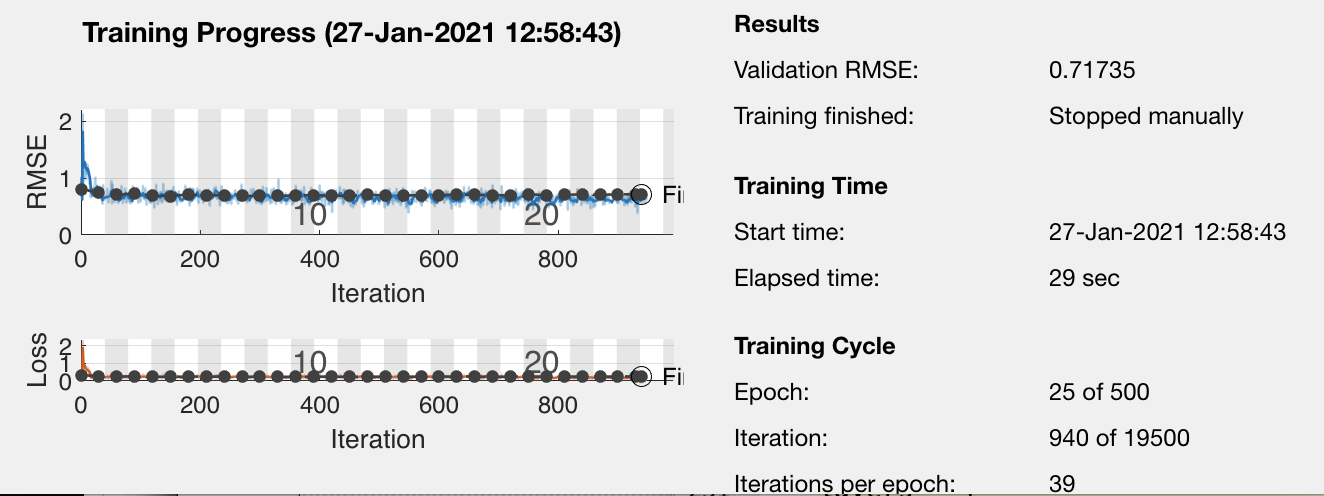 Training Progress (27-Jan-2021 12:58:43)
RMSE
2
1
0
10
20
Fi
0 200 400 600 800
Iteration
Loss
2
1
0
10
20
Fi
0 200 400 600 800
Iteration
Results
Validation RMSE: 0.71735
Training finished: Stopped manually
Training Time
Start time: 27-Jan-2021 12:58:43
Elapsed time: 29 sec
Training Cycle
Epoch: 25 of 500
Iteration: 940 of 19500
Iterations per epoch: 39